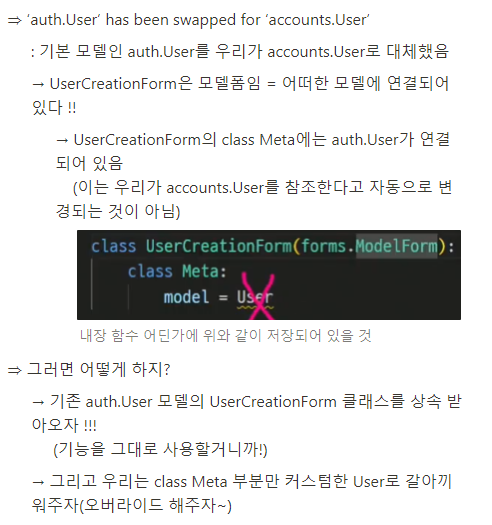 ⇒ ‘auth.User’ has been swapped for ‘accounts.User’
: 기본 모델인 auth.User를 우리가 accounts.User로 대체했음
→ UserCreationForm은 모델폼임 = 어떠한 모델에 연결되어
있다 !!
→ UserCreationForm의 class Meta에는 auth.User가 연결
되어 있음
(이는 우리가 accounts.User를 참조한다고 자동으로 변
경되는 것이 아님)
class UserCreationForm(forms.ModelForm):
class Meta:
model = User
내장 함수 어딘가에 위와 같이 저장되어 있을 것
⇒ 그러면 어떻게 하지?
→ 기존 auth.User 모델의 UserCreationForm 클래스를 상속 받
아오자 !!!
(기능을 그대로 사용할거니까!)
→ 그리고 우리는 class Meta 부분만 커스텀한 User로 갈아끼
워주자(오버라이드 해주자~)